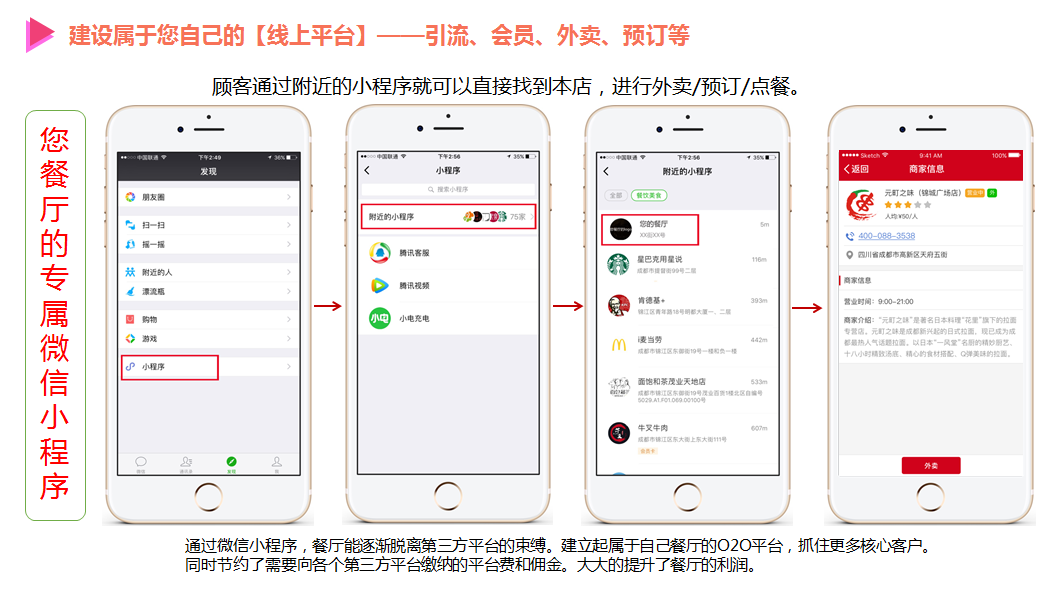 建设属于您自己的【线上平台】——引流、会员、外卖、预订等
顾客通过附近的小程序就可以直接找到本店，进行外卖/预订/点餐。
您餐厅的专属微信小程序
中国联通
下午2:49
36%
发现
朋友圈
扫一扫
摇一摇
附近的人
漂流瓶
购物
游戏
小程序
发现
我
中国联通
下午2:56
35%
小程序
搜索小程序
附近的小程序
75家
腾讯客服
腾讯视频
小电
小电充电
中国联通
下午2:56
35%
附近的小程序
全部
餐饮美食
您的餐厅
5m
XX街XX号
星巴克用星说
116m
成都市提督街99号二层
肯德基+
393m
锦江区青年路18号明都大厦一、二层
i麦当劳
442m
成都市锦江区东御街19号一楼和负一楼
面饱和茶茂业天地店
533m
成都市锦江区东御街19号茂业百货1楼北区自编号
S029.A1.F01.069.00100号
牛叉牛肉
607m
成都市锦江区东大街上东大街111号
会员卡
Sketch
9:41 AM
100%
返回
商家信息
元町之味（锦城广场店）
营业中
外
人均:¥50/人
400-088-3538
四川省成都市高新区天府五街
商家信息
营业时间：9:00~21:00
商家介绍：“元町之味”是著名日本料理“花里”旗下的拉面
专营店。元町之味是成都新兴起的日式拉面，现已成为成
都最热人气话题拉面。以日本“一风堂”名厨的精妙厨艺、
十八小时精致汤底、精心的食材搭配、Q弹美味的拉面。
外卖
通过微信小程序，餐厅能逐渐脱离第三方平台的束缚。建立起属于自己餐厅的O2O平台，抓住更多核心客户。
同时节约了需要向各个第三方平台缴纳的平台费和佣金。大大的提升了餐厅的利润。